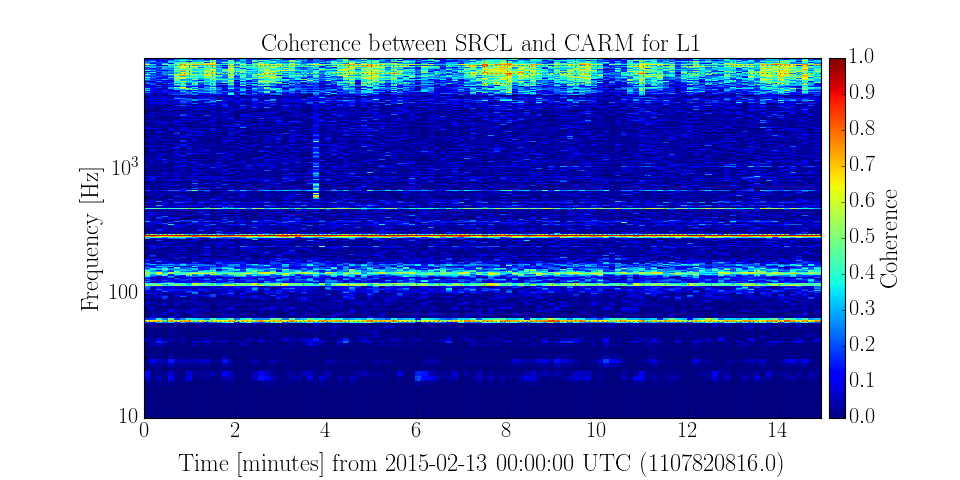 Coherence between SRCL and CARM for L1
1.0
0.9
0.8
0.7
0.6
0.5
0.4
0.3
0.2
0.1
0.0
Coherence
Frequency [Hz]
10³
100
10
0 2 4 6 8 10 12 14
Time [minutes] from 2015-02-13 00:00:00 UTC (1107820816.0)